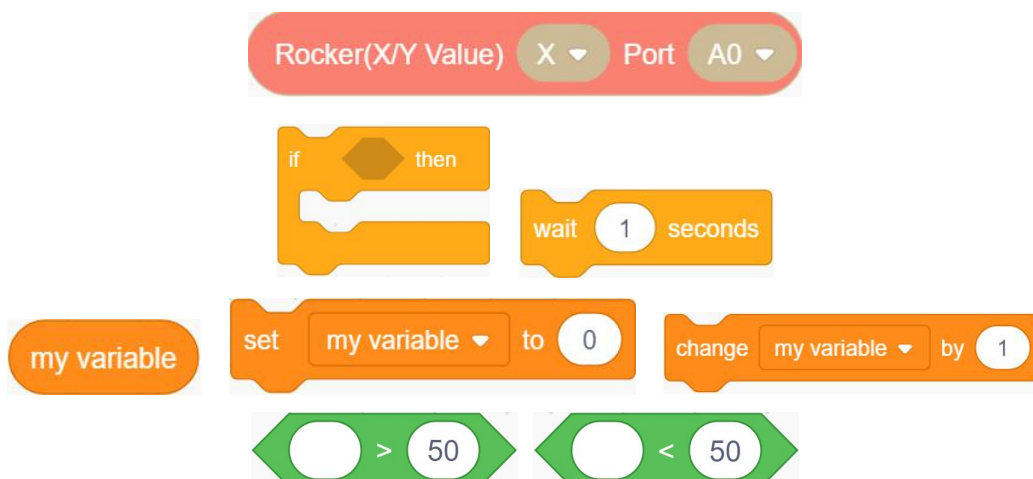 Rocker(X/Y Value) X Port A0
if then
wait 1 seconds
my variable
set my variable to 0
change my variable by 1
> 50
< 50